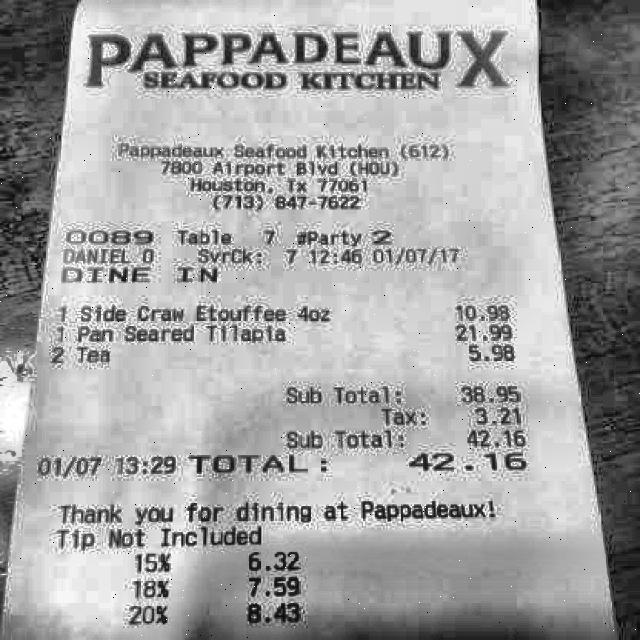 PAPPADEAUX
SEAFOOD KITCHEN
Pappadeaux Seafood Kitchen (612)
7800 Airport Blvd (HOU)
Houston, Tx 77061
(713) 847-7622
0089 Table 7 #Party 2
DANIEL O SvrCk: 7 12:46 01/07/17
DINE IN
1 Side Craw Etouffee 4oz 10.98
1 Pan Seared Tilapia 21.99
2 Tea 5.98
Sub Total: 38.95
Tax: 3.21
Sub Total: 42.16
01/07 13:29 TOTAL: 42.16
Thank you for dining at Pappadeaux!
Tip Not Included
15% 6.32
18% 7.59
20% 8.43